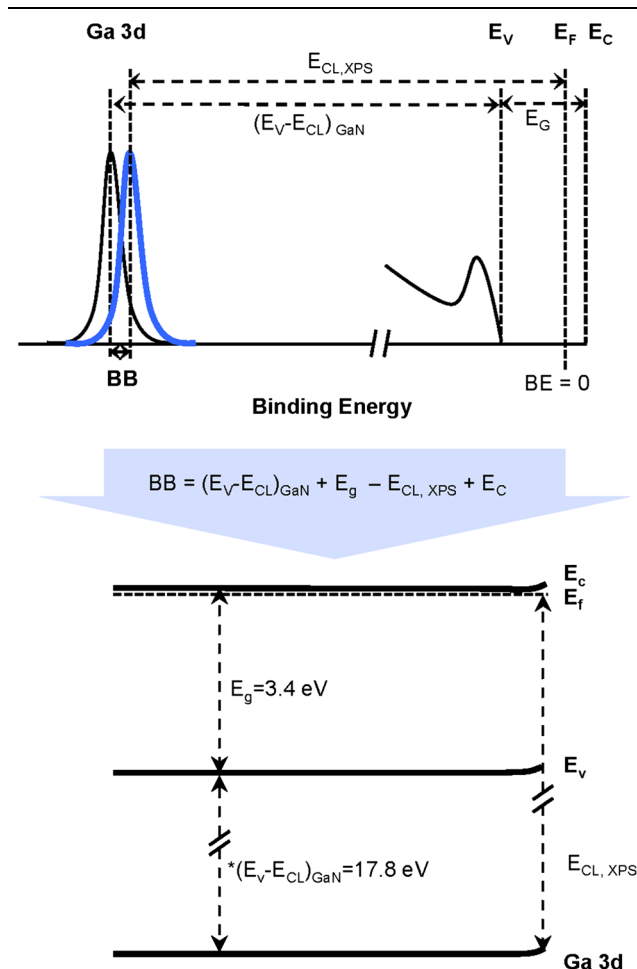 Ga 3d E_V E_F E_C
E_CL,XPS
(E_V-E_CL) GaN E_G
BB BE = 0
Binding Energy
BB = (E_V-E_CL)_GaN + E_g – E_CL, XPS + E_C
E_c
E_f
E_g=3.4 eV
E_v
*(E_v-E_CL)_GaN=17.8 eV E_CL, XPS
Ga 3d